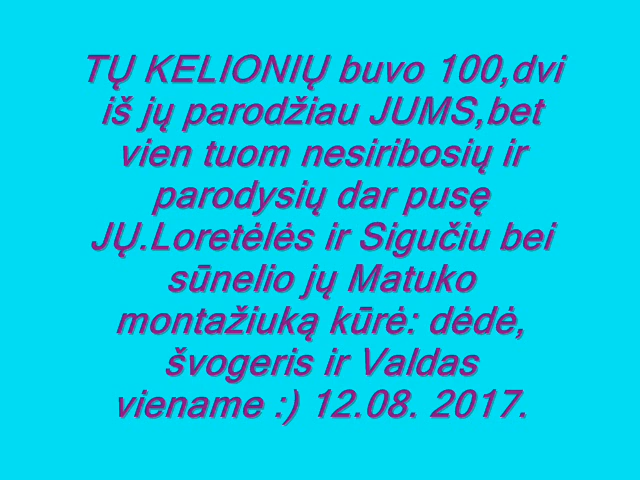 TŲ KELIONIŲ buvo 100,dvi
iš jų parodžiau JUMS,bet
vien tuom nesiribosių ir
parodysių dar pusę
JŲ.Loretėlės ir Sigučiu bei
sūnelio jų Matuko
montažiuką kūrė: dėdė,
švogeris ir Valdas
viename :) 12.08. 2017.